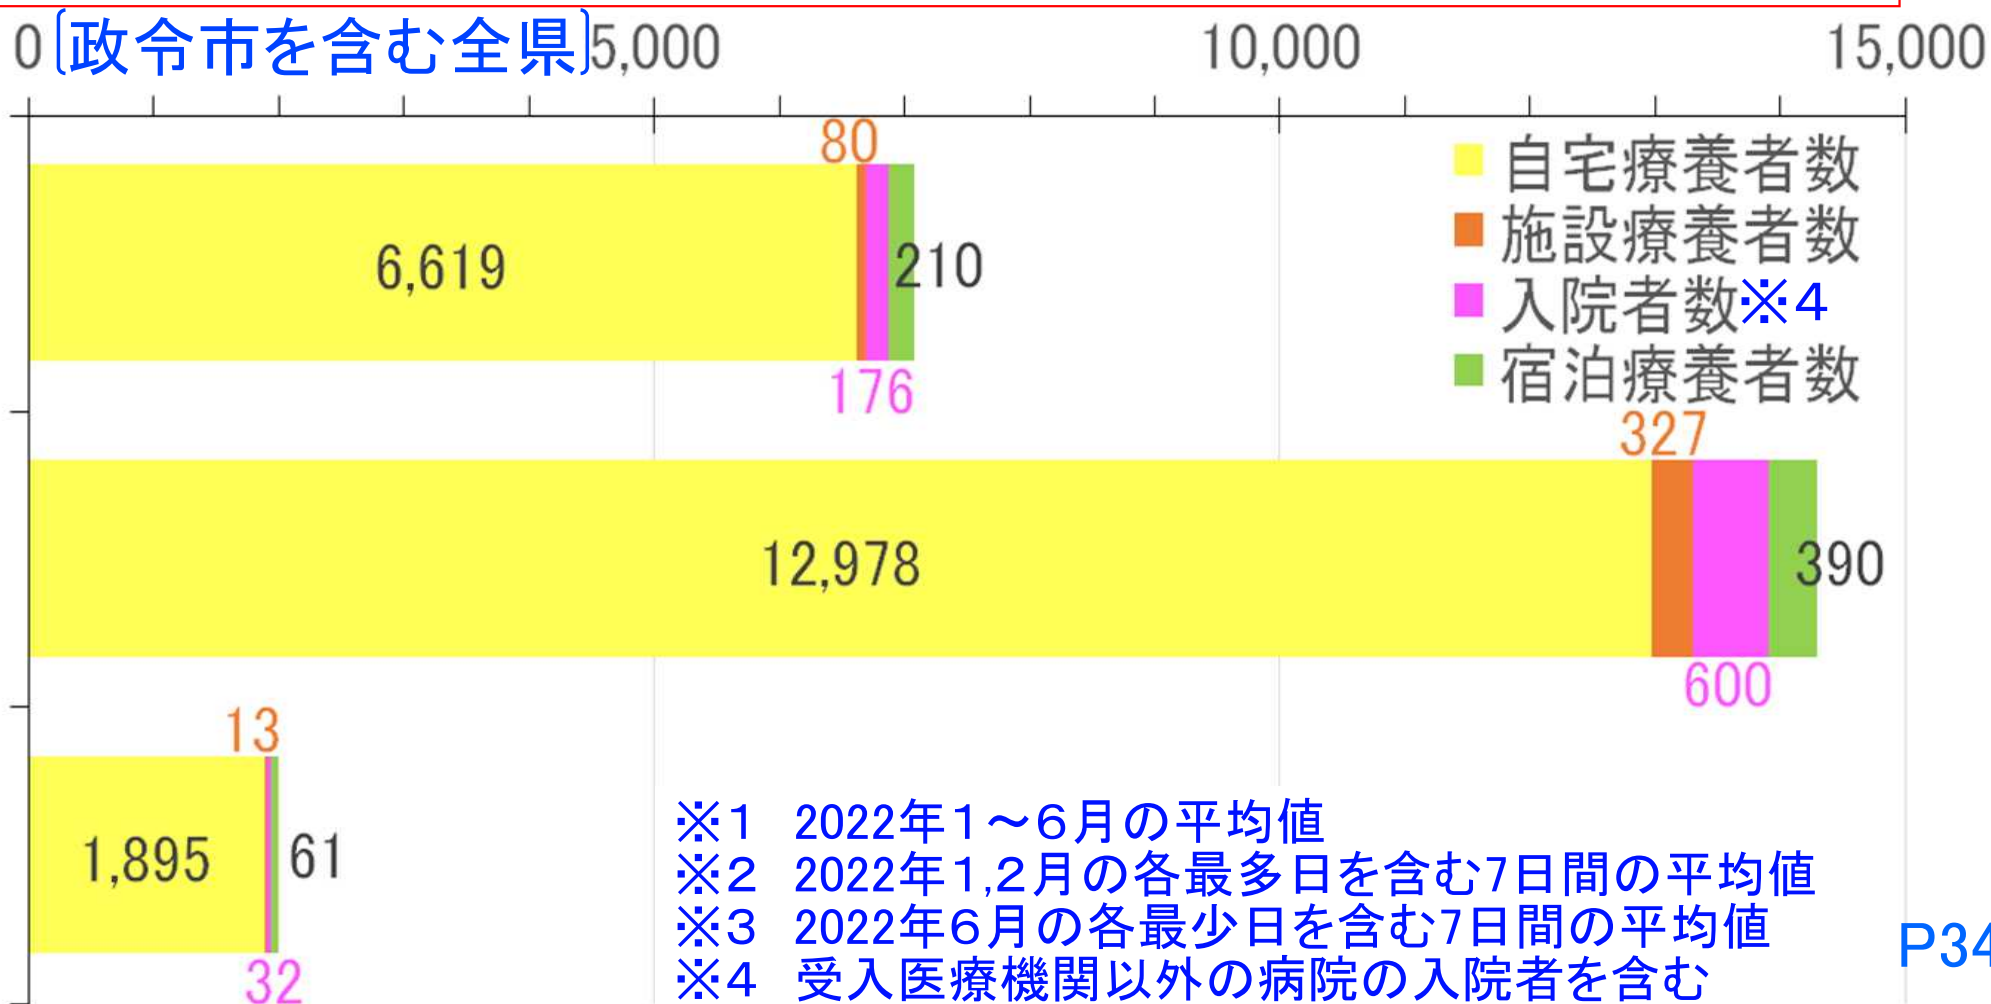 0 [政令市を含む全県] 5,000 10,000 15,000
80
自宅療養者数
施設療養者数
6,619 210
入院者数※4
176
宿泊療養者数
327
12,978 390
600
13
1,895 61
32
※1 2022年1～6月の平均値
※2 2022年1,2月の各最多日を含む7日間の平均値
※3 2022年6月の各最少日を含む7日間の平均値
※4 受入医療機関以外の病院の入院者を含む
P34